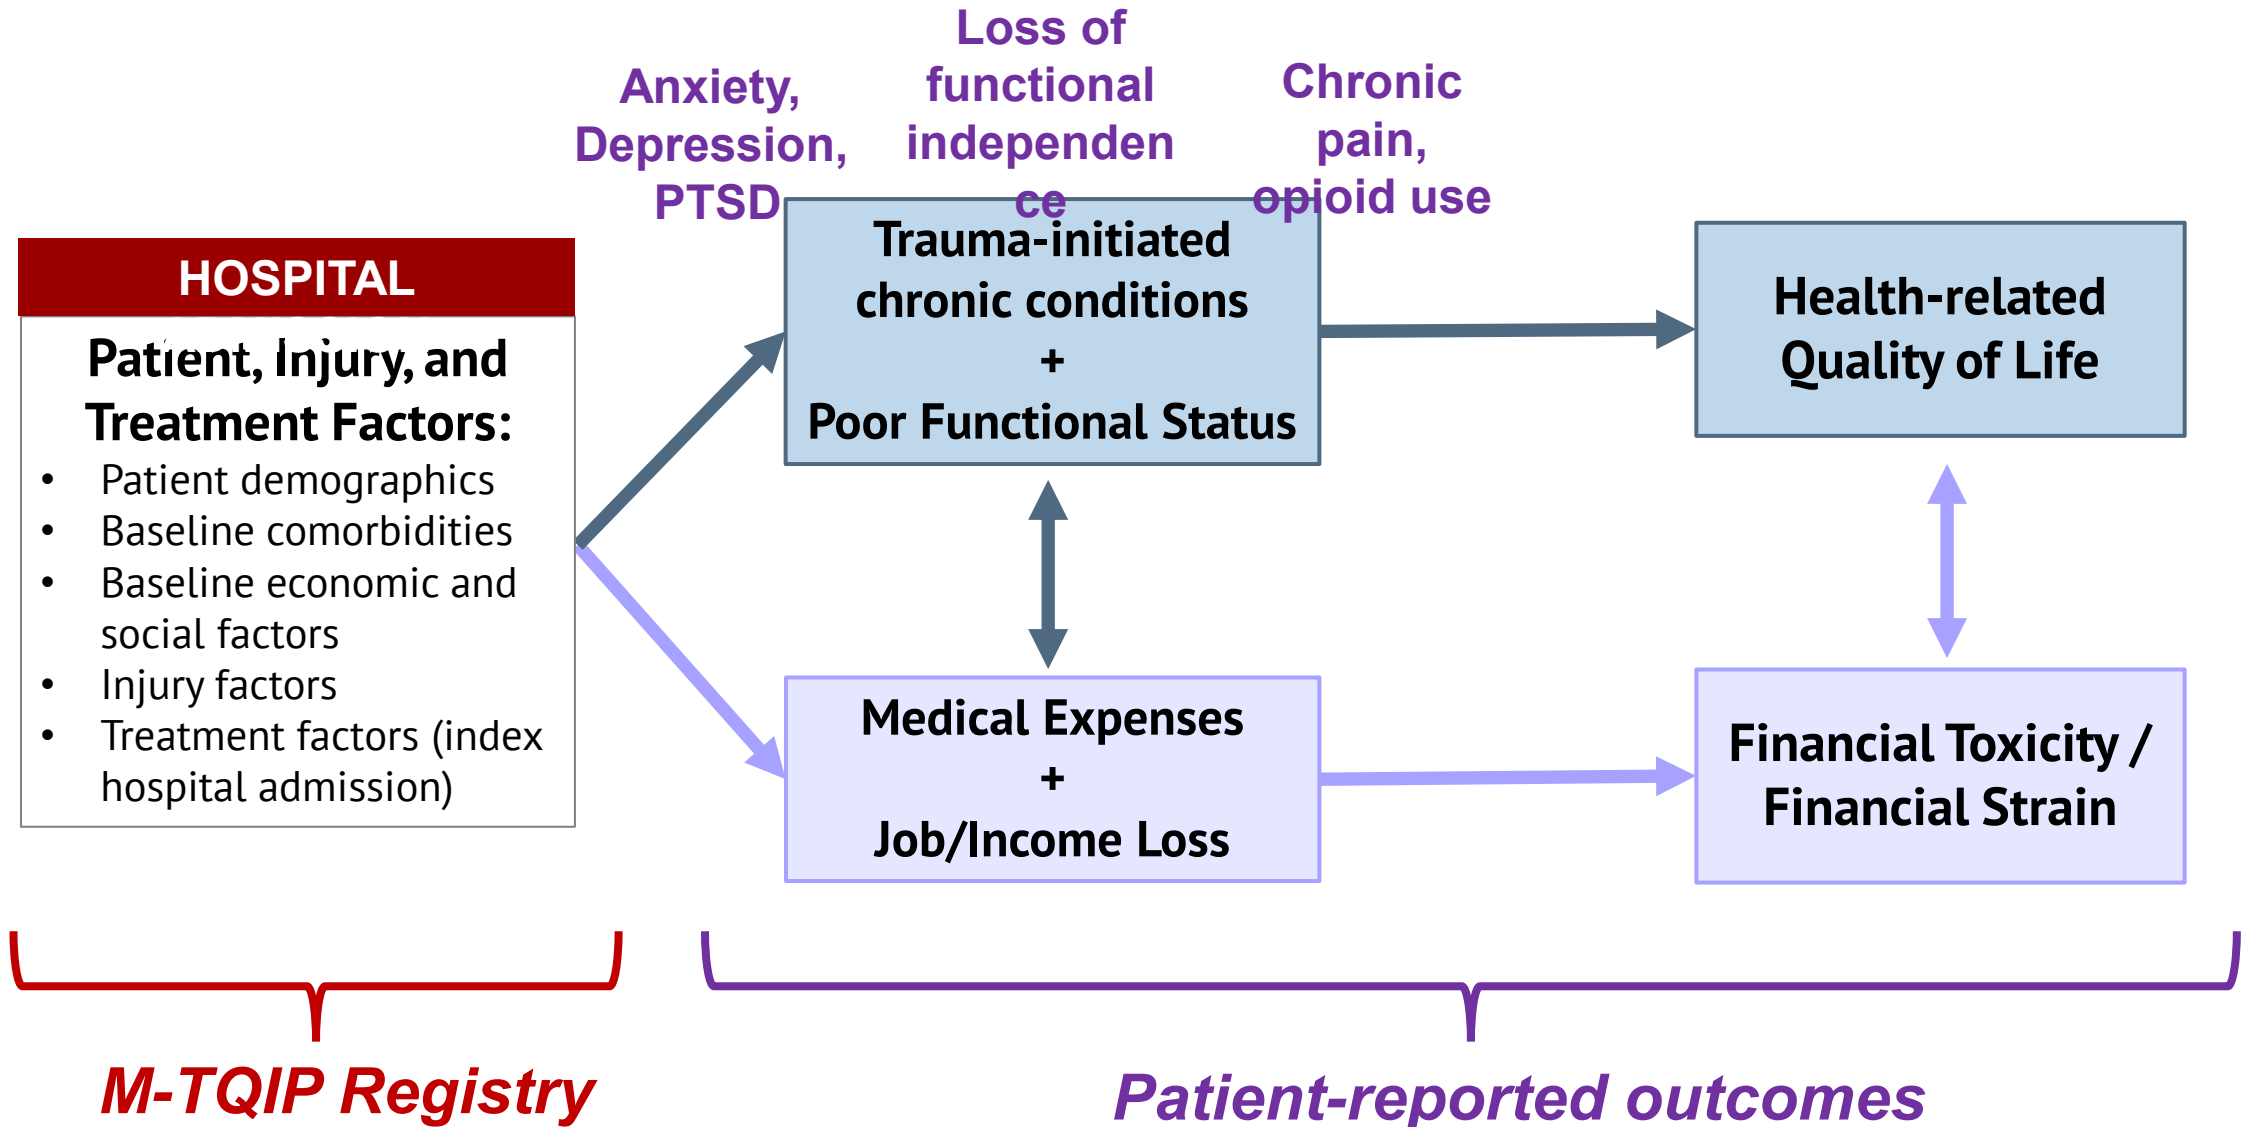 Anxiety,
Depression,
PTSD
Loss of
functional
independen
ce
Chronic
pain,
opioid use
HOSPITAL
Patient, Injury, and
Treatment Factors:
• Patient demographics
• Baseline comorbidities
• Baseline economic and
social factors
• Injury factors
• Treatment factors (index
hospital admission)
Trauma-initiated
chronic conditions
+
Poor Functional Status
Health-related
Quality of Life
Medical Expenses
+
Job/Income Loss
Financial Toxicity /
Financial Strain
M-TQIP Registry
Patient-reported outcomes